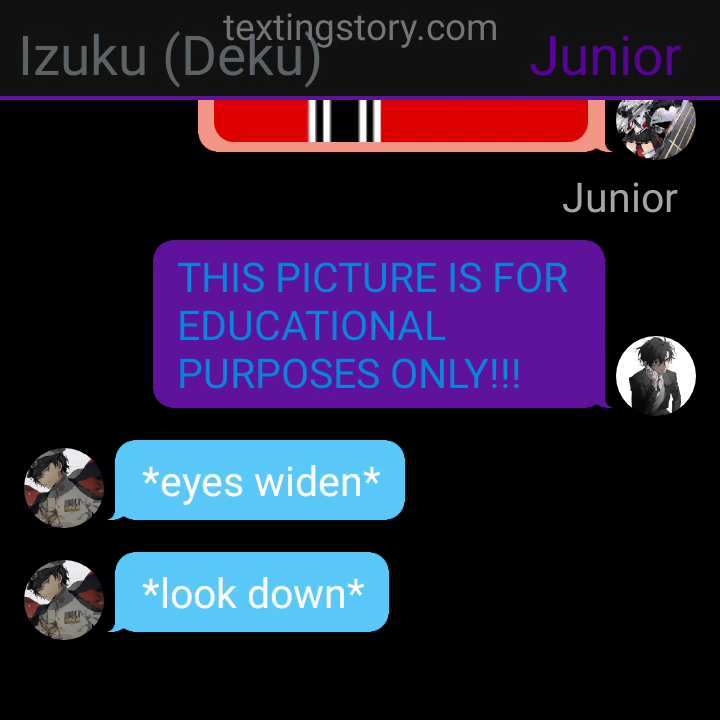 textingstory.com
Izuku (Deku)
Junior
Junior
THIS PICTURE IS FOR
EDUCATIONAL
PURPOSES ONLY!!!
*eyes widen*
*look down*